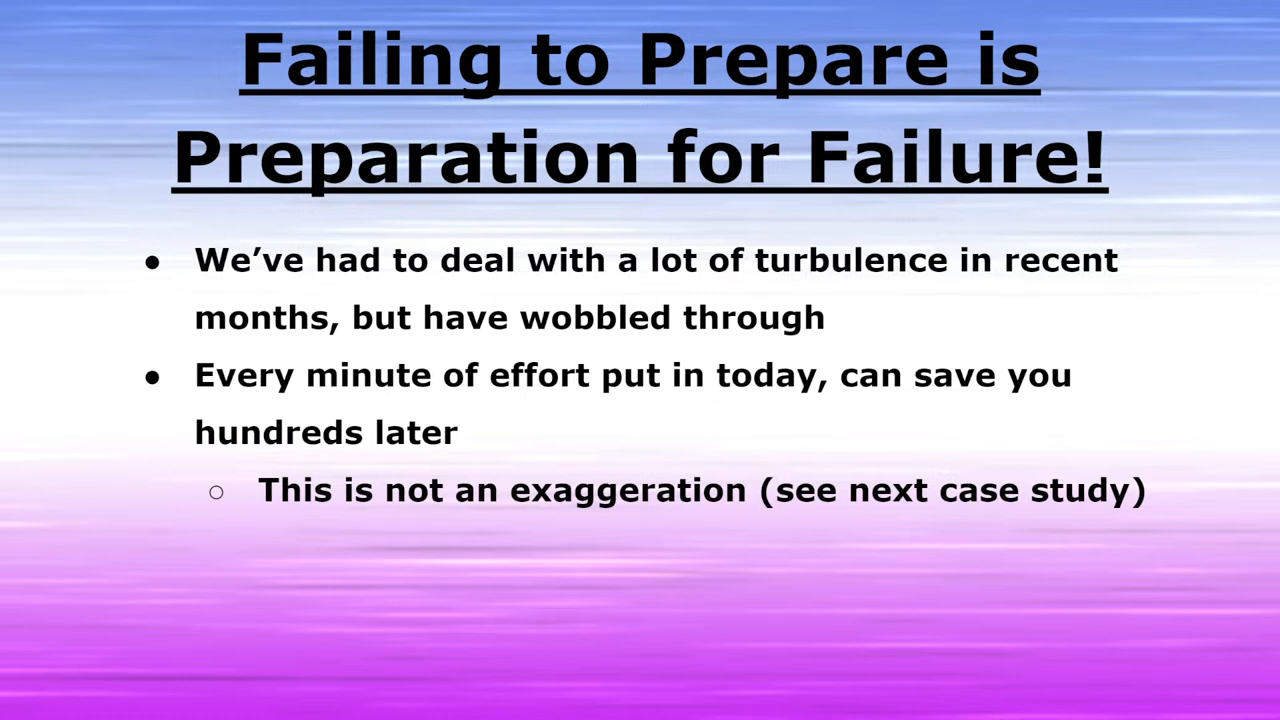 Failing to Prepare is
Preparation for Failure!
● We’ve had to deal with a lot of turbulence in recent
months, but have wobbled through
● Every minute of effort put in today, can save you
hundreds later
○ This is not an exaggeration (see next case study)